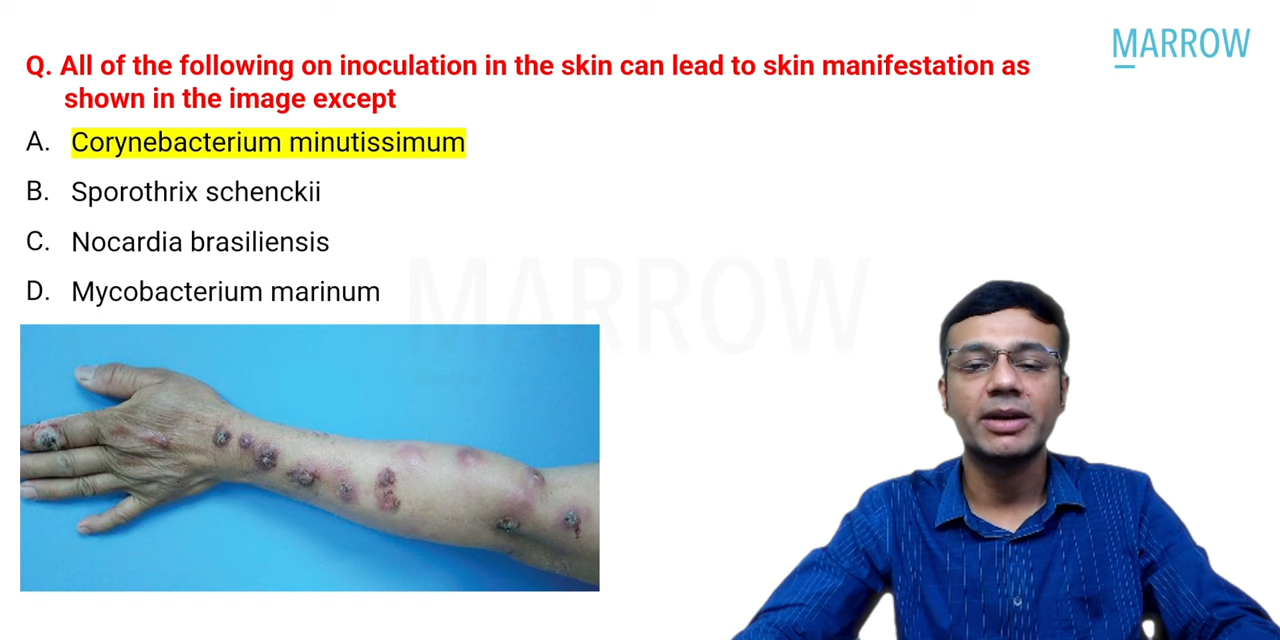 MARROW
Q. All of the following on inoculation in the skin can lead to skin manifestation as
shown in the image except
A. Corynebacterium minutissimum
B. Sporothrix schenckii
C. Nocardia brasiliensis
D. Mycobacterium marinum
MARROW